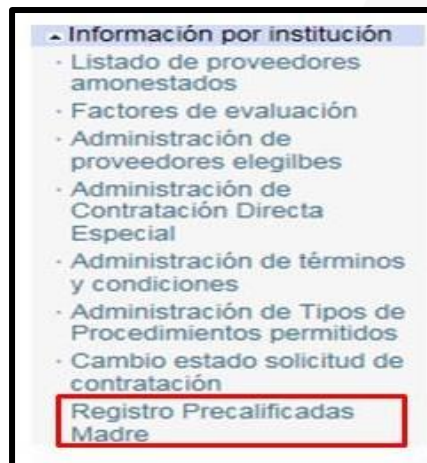 Información por institución
· Listado de proveedores
amonestados
· Factores de evaluación
· Administración de
proveedores elegilbes
· Administración de
Contratación Directa
Especial
· Administración de términos
y condiciones
· Administración de Tipos de
Procedimientos permitidos
· Cambio estado solicitud de
contratación
Registro Precalificadas
Madre